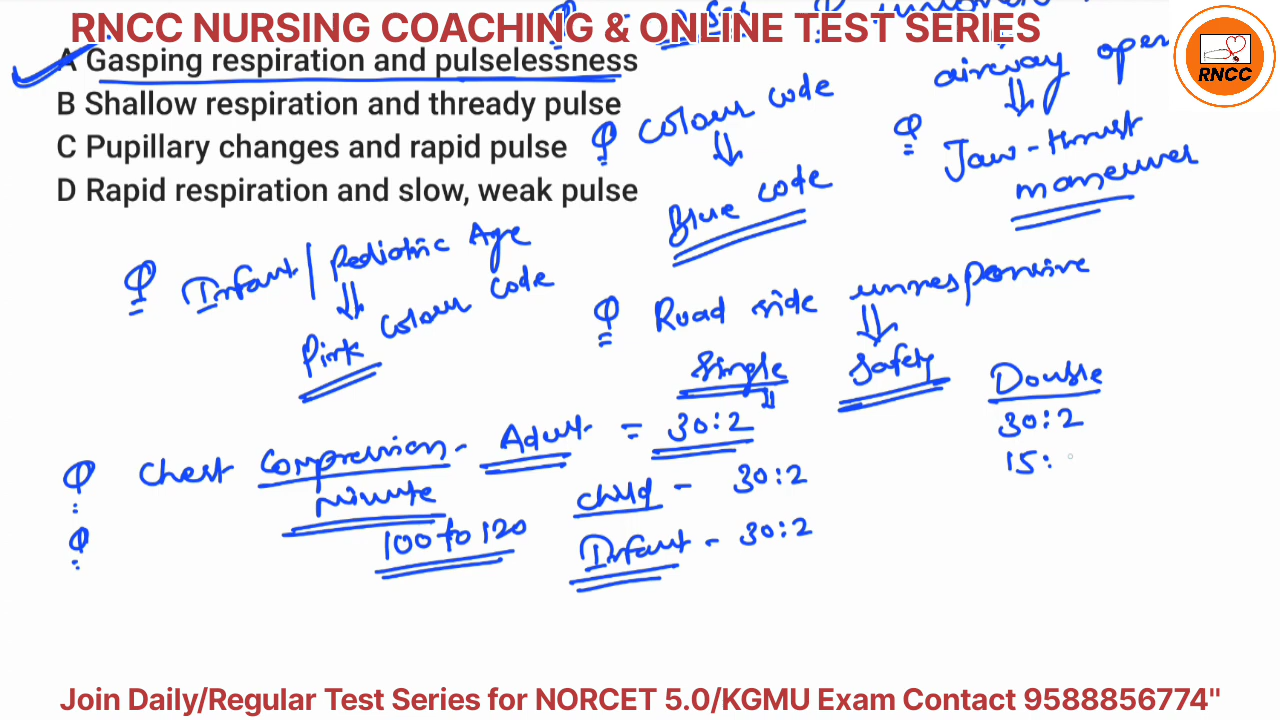 RNCC NURSING COACHING & ONLINE TEST SERIES
RNCC
A Gasping respiration and pulselessness
B Shallow respiration and thready pulse
C Pupillary changes and rapid pulse
D Rapid respiration and slow, weak pulse
Q Colour code
Blue code
Q airway open
Jaw-thrust
maneuver
Q Infant | Pediatric Age
Pink Colour Code
Q Road side unresponsive
Safety
Single
Double
Q Chest Compression - Adult = 30:2
30:2
minute
100 to 120
child - 30:2
15:
Q
Infant - 30:2
Join Daily/Regular Test Series for NORCET 5.0/KGMU Exam Contact 9588856774"